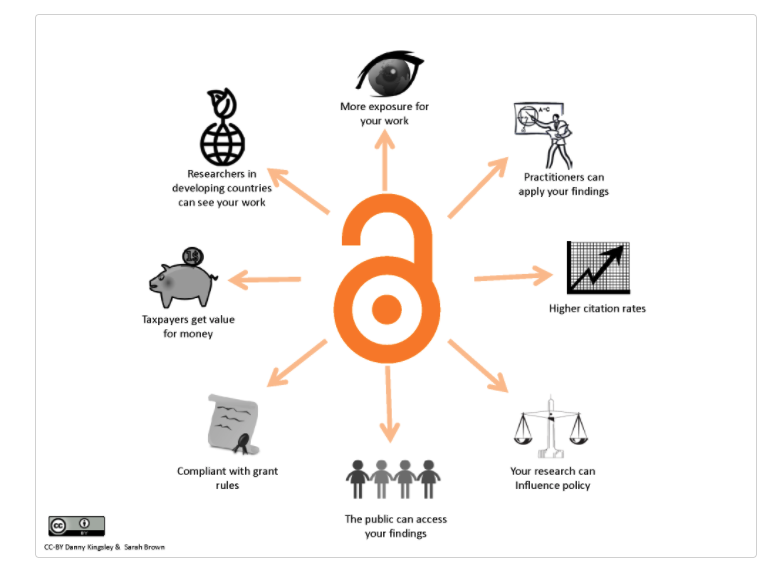 More exposure for
your work
Practitioners can
apply your findings
Higher citation rates
Your research can
Influence policy
The public can access
your findings
Compliant with grant
rules
Taxpayers get value
for money
Researchers in
developing countries
can see your work
A-C
cc
BY
CC-BY Danny Kingsley & Sarah Brown